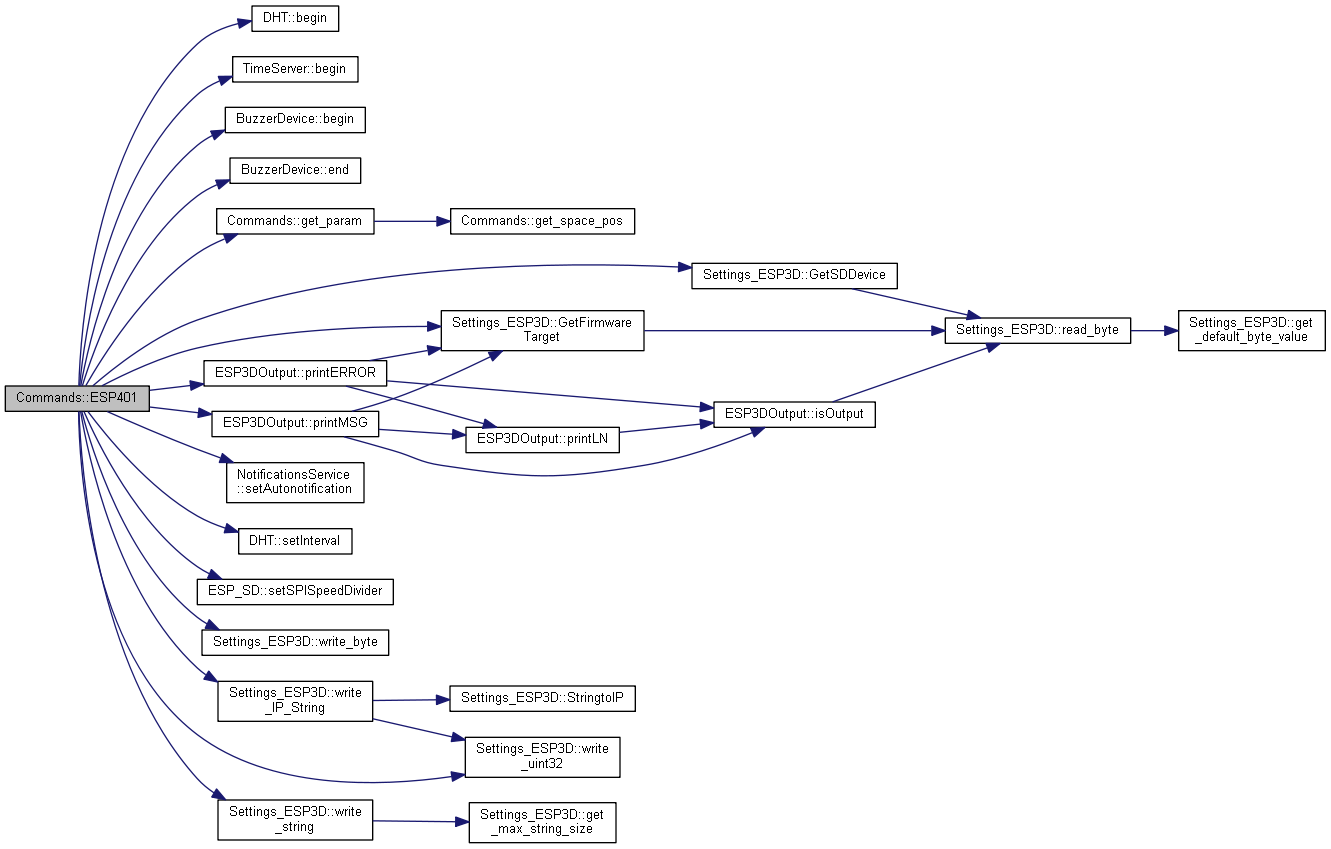 DHT::begin
TimeServer::begin
BuzzerDevice::begin
BuzzerDevice::end
Commands::get_param
Commands::get_space_pos
Settings_ESP3D::GetSDDevice
Settings_ESP3D::GetFirmware
Target
Settings_ESP3D::read_byte
Settings_ESP3D::get
_default_byte_value
ESP3DOutput::printERROR
Commands::ESP401
ESP3DOutput::isOutput
ESP3DOutput::printMSG
ESP3DOutput::printLN
NotificationsService
::setAutonotification
DHT::setInterval
ESP_SD::setSPISpeedDivider
Settings_ESP3D::write_byte
Settings_ESP3D::write
_IP_String
Settings_ESP3D::StringtoIP
Settings_ESP3D::write
_uint32
Settings_ESP3D::write
_string
Settings_ESP3D::get
_max_string_size